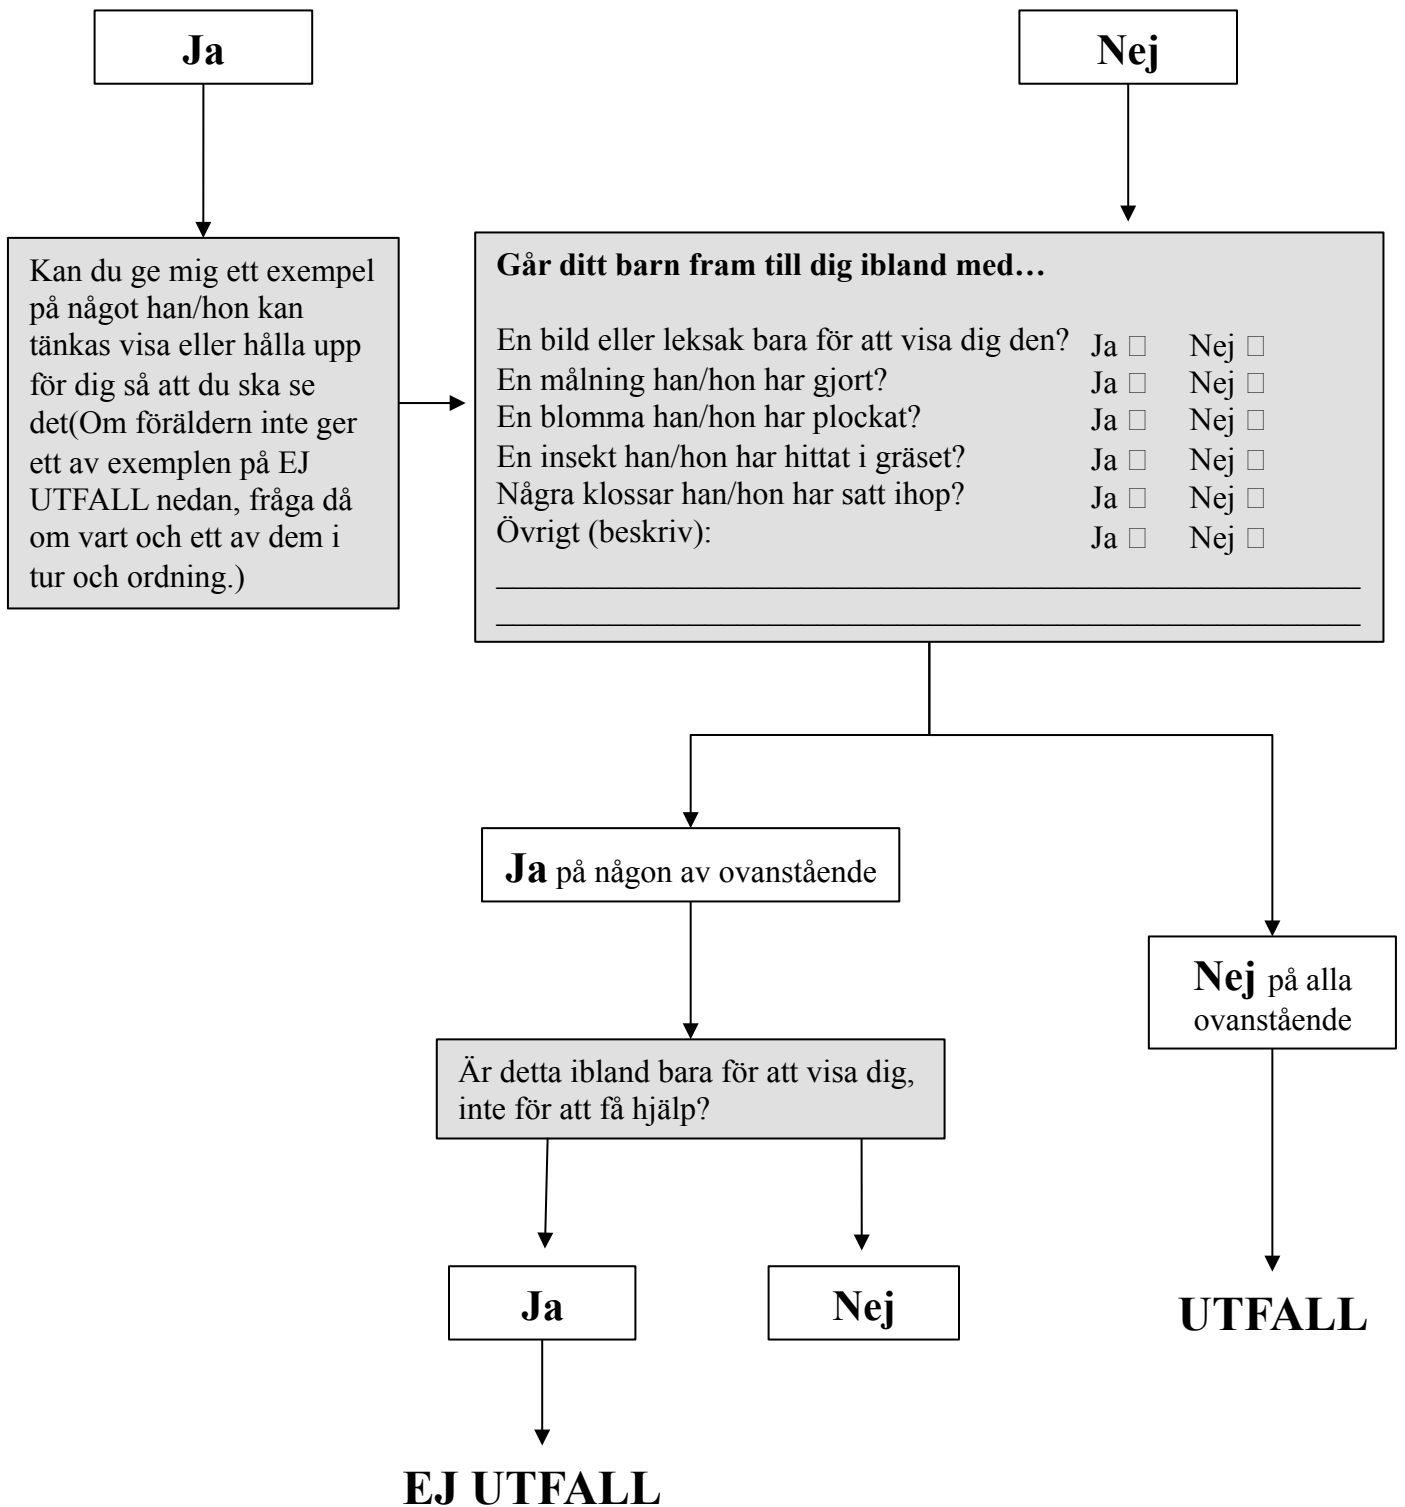 Ja
Nej
Kan du ge mig ett exempel
på något han/hon kan
tänkas visa eller hålla upp
för dig så att du ska se
det(Om föräldern inte ger
ett av exemplen på EJ
UTFALL nedan, fråga då
om vart och ett av dem i
tur och ordning.)
Går ditt barn fram till dig ibland med…
En bild eller leksak bara för att visa dig den? Ja □ Nej □
En målning han/hon har gjort? Ja □ Nej □
En blomma han/hon har plockat? Ja □ Nej □
En insekt han/hon har hittat i gräset? Ja □ Nej □
Några klossar han/hon har satt ihop? Ja □ Nej □
Övrigt (beskriv): Ja □ Nej □
Ja på någon av ovanstående
Nej på alla
ovanstående
Är detta ibland bara för att visa dig,
inte för att få hjälp?
Ja
Nej
UTFALL
EJ UTFALL